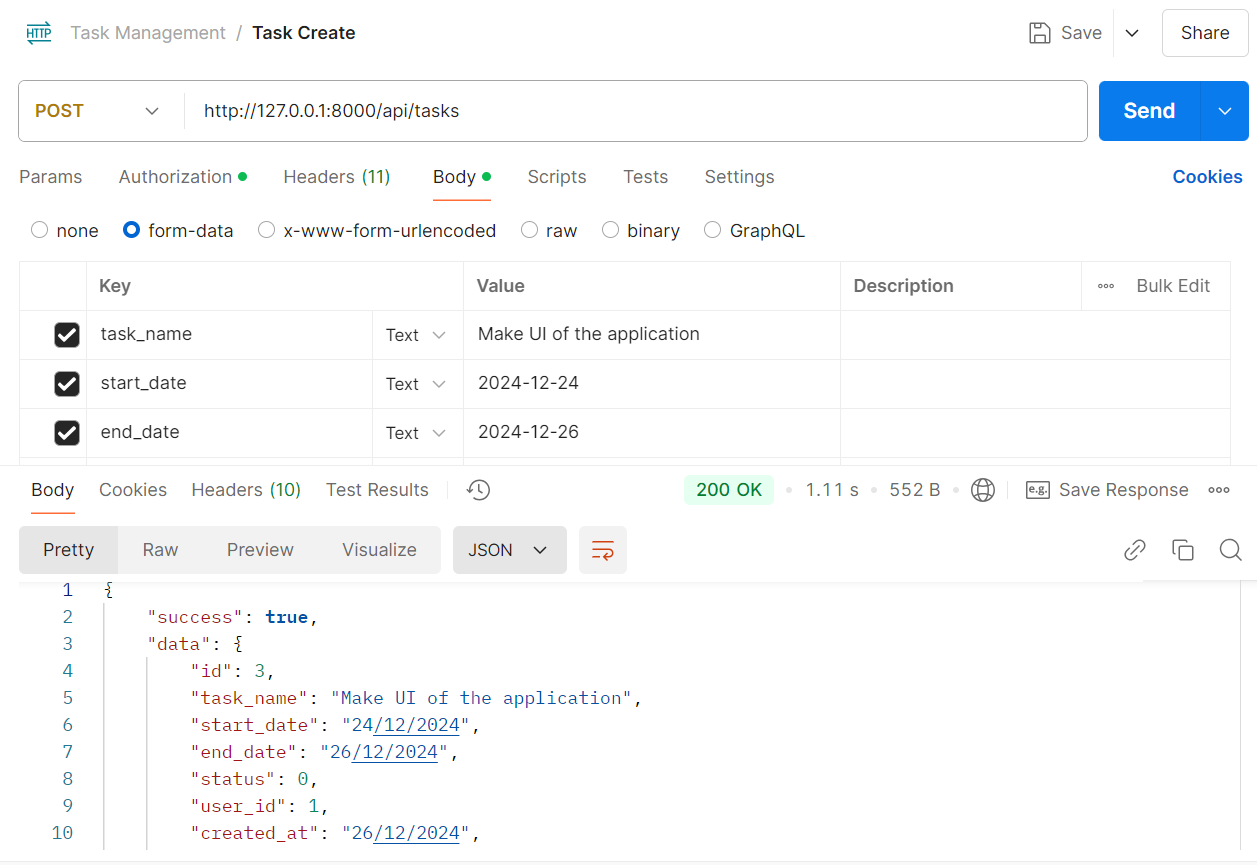 HTTP Task Management / Task Create Save Share
POST http://127.0.0.1:8000/api/tasks Send
Params Authorization Headers (11) Body Scripts Tests Settings Cookies
none form-data x-www-form-urlencoded raw binary GraphQL
Key Value Description Bulk Edit
task_name Text Make UI of the application
start_date Text 2024-12-24
end_date Text 2024-12-26
Body Cookies Headers (10) Test Results 200 OK 1.11 s 552 B e.g. Save Response
Pretty Raw Preview Visualize JSON
1 {
2 "success": true,
3 "data": {
4 "id": 3,
5 "task_name": "Make UI of the application",
6 "start_date": "24/12/2024",
7 "end_date": "26/12/2024",
8 "status": 0,
9 "user_id": 1,
10 "created_at": "26/12/2024",